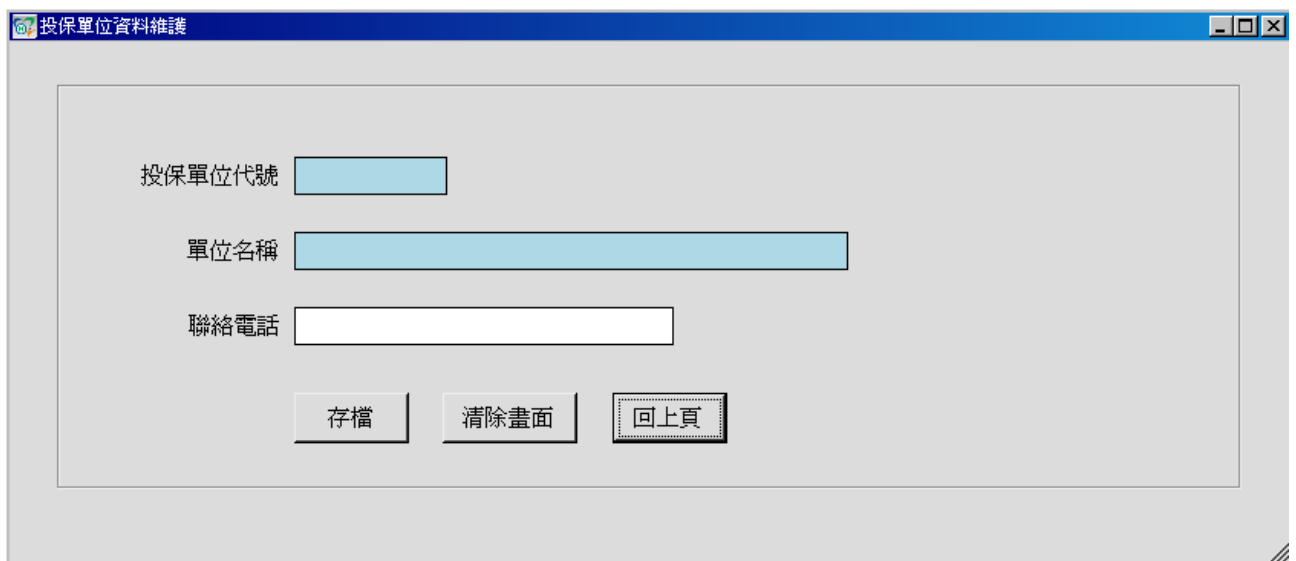 投保單位資料維護
投保單位代號
單位名稱
聯絡電話
存檔 清除畫面 回上頁